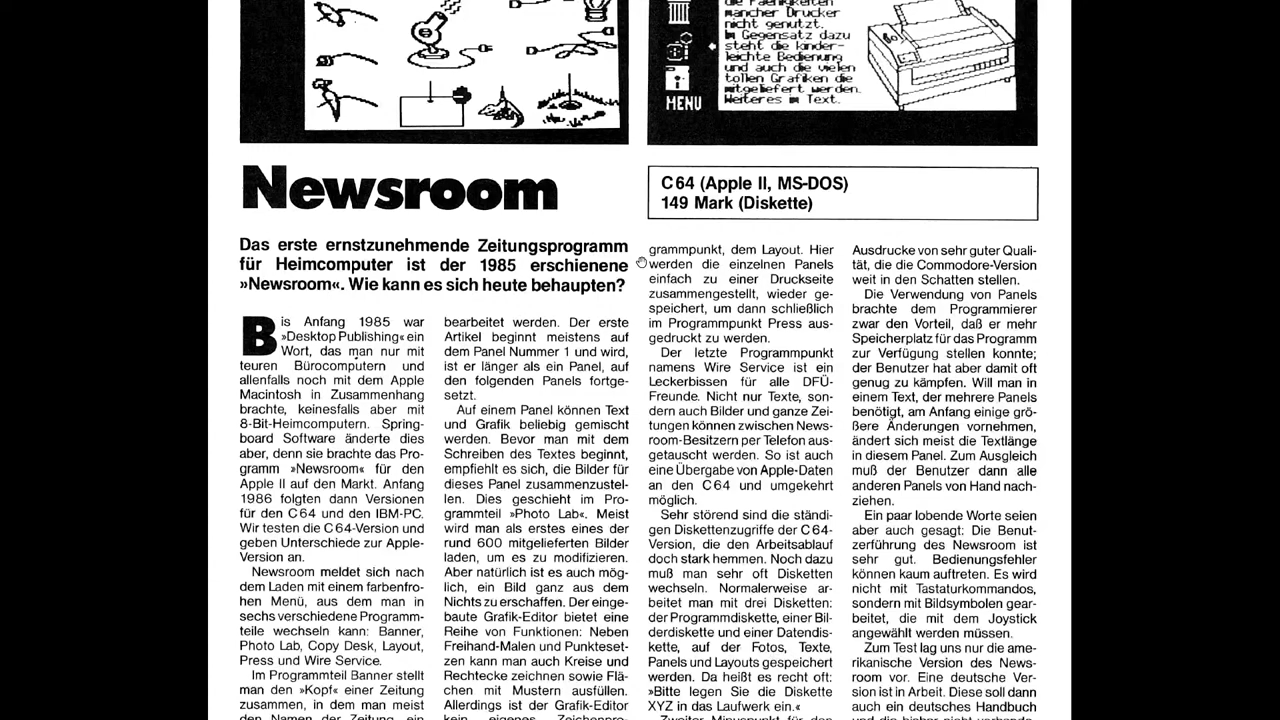 die Faehigkeiten
mancher Drucker
nicht genutzt.
Im Gegensatz dazu
steht die kinder-
leichte Bedienung
und auch die vielen
tollen Grafiken die
mitgeliefert werden.
Weiteres im Text.
MENU
Newsroom
C 64 (Apple II, MS-DOS)
149 Mark (Diskette)
Das erste ernstzunehmende Zeitungsprogramm
für Heimcomputer ist der 1985 erschienene
»Newsroom«. Wie kann es sich heute behaupten?
Bis Anfang 1985 war
»Desktop Publishing« ein
Wort, das man nur mit
teuren Bürocomputern und
allenfalls noch mit dem Apple
Macintosh in Zusammenhang
brachte, keinesfalls aber mit
8-Bit-Heimcomputern. Spring-
board Software änderte dies
aber, denn sie brachte das Pro-
gramm »Newsroom« für den
Apple II auf den Markt. Anfang
1986 folgten dann Versionen
für den C 64 und den IBM-PC.
Wir testen die C 64-Version und
geben Unterschiede zur Apple-
Version an.
Newsroom meldet sich nach
dem Laden mit einem farbenfro-
hen Menü, aus dem man in
sechs verschiedene Programm-
teile wechseln kann: Banner,
Photo Lab, Copy Desk, Layout,
Press und Wire Service.
Im Programmteil Banner stellt
man den »Kopf« einer Zeitung
zusammen, in dem man meist
den Namen der Zeitung, ein
bearbeitet werden. Der erste
Artikel beginnt meistens auf
dem Panel Nummer 1 und wird,
ist er länger als ein Panel, auf
den folgenden Panels fortge-
setzt.
Auf einem Panel können Text
und Grafik beliebig gemischt
werden. Bevor man mit dem
Schreiben des Textes beginnt,
empfiehlt es sich, die Bilder für
dieses Panel zusammenzustel-
len. Dies geschieht im Pro-
grammteil »Photo Lab«. Meist
wird man als erstes eines der
rund 600 mitgelieferten Bilder
laden, um es zu modifizieren.
Aber natürlich ist es auch mög-
lich, ein Bild ganz aus dem
Nichts zu erschaffen. Der einge-
baute Grafik-Editor bietet eine
Reihe von Funktionen: Neben
Freihand-Malen und Punkteset-
zen kann man auch Kreise und
Rechtecke zeichnen sowie Flä-
chen mit Mustern ausfüllen.
Allerdings ist der Grafik-Editor
kein eigenes Zeichenpro-
grammpunkt, dem Layout. Hier
werden die einzelnen Panels
einfach zu einer Druckseite
zusammengestellt, wieder ge-
speichert, um dann schließlich
im Programmpunkt Press aus-
gedruckt zu werden.
Der letzte Programmpunkt
namens Wire Service ist ein
Leckerbissen für alle DFÜ-
Freunde. Nicht nur Texte, son-
dern auch Bilder und ganze Zei-
tungen können zwischen News-
room-Besitzern per Telefon aus-
getauscht werden. So ist auch
eine Übergabe von Apple-Daten
an den C 64 und umgekehrt
möglich.
Sehr störend sind die ständi-
gen Diskettenzugriffe der C 64-
Version, die den Arbeitsablauf
doch stark hemmen. Noch dazu
muß man sehr oft Disketten
wechseln. Normalerweise ar-
beitet man mit drei Disketten:
der Programmdiskette, einer Bil-
derdiskette und einer Datendis-
kette, auf der Fotos, Texte,
Panels und Layouts gespeichert
werden. Da heißt es recht oft:
»Bitte legen Sie die Diskette
XYZ in das Laufwerk ein.«
Zweiter Minuspunkt für den
Ausdrucke von sehr guter Quali-
tät, die die Commodore-Version
weit in den Schatten stellen.
Die Verwendung von Panels
brachte dem Programmierer
zwar den Vorteil, daß er mehr
Speicherplatz für das Programm
zur Verfügung stellen konnte;
der Benutzer hat aber damit oft
genug zu kämpfen. Will man in
einem Text, der mehrere Panels
benötigt, am Anfang einige grö-
ßere Änderungen vornehmen,
ändert sich meist die Textlänge
in diesem Panel. Zum Ausgleich
muß der Benutzer dann alle
anderen Panels von Hand nach-
ziehen.
Ein paar lobende Worte seien
aber auch gesagt: Die Benut-
zerführung des Newsroom ist
sehr gut. Bedienungsfehler
können kaum auftreten. Es wird
nicht mit Tastaturkommandos,
sondern mit Bildsymbolen gear-
beitet, die mit dem Joystick
angewählt werden müssen.
Zum Test lag uns nur die ame-
rikanische Version des News-
room vor. Eine deutsche Ver-
sion ist in Arbeit. Diese soll dann
auch ein deutsches Handbuch
und die bisher nicht